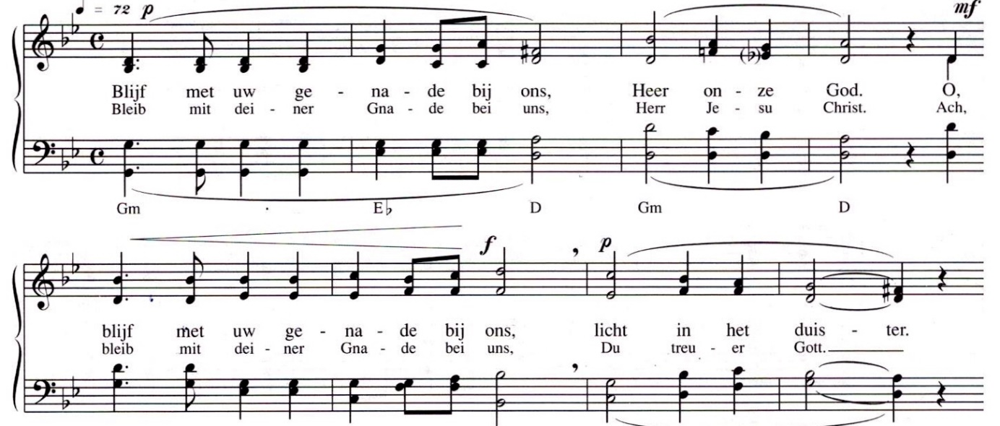 = 72 p
mf
Blijf met uw ge - na - de bij ons, Heer on - ze God. O,
Bleib mit dei - ner Gna - de bei uns, Herr Je - su Christ. Ach,
Gm E♭ D Gm D
f p
blijf met uw ge - na - de bij ons, licht in het duis - ter.
bleib mit dei - ner Gna - de bei uns, Du treu - er Gott.